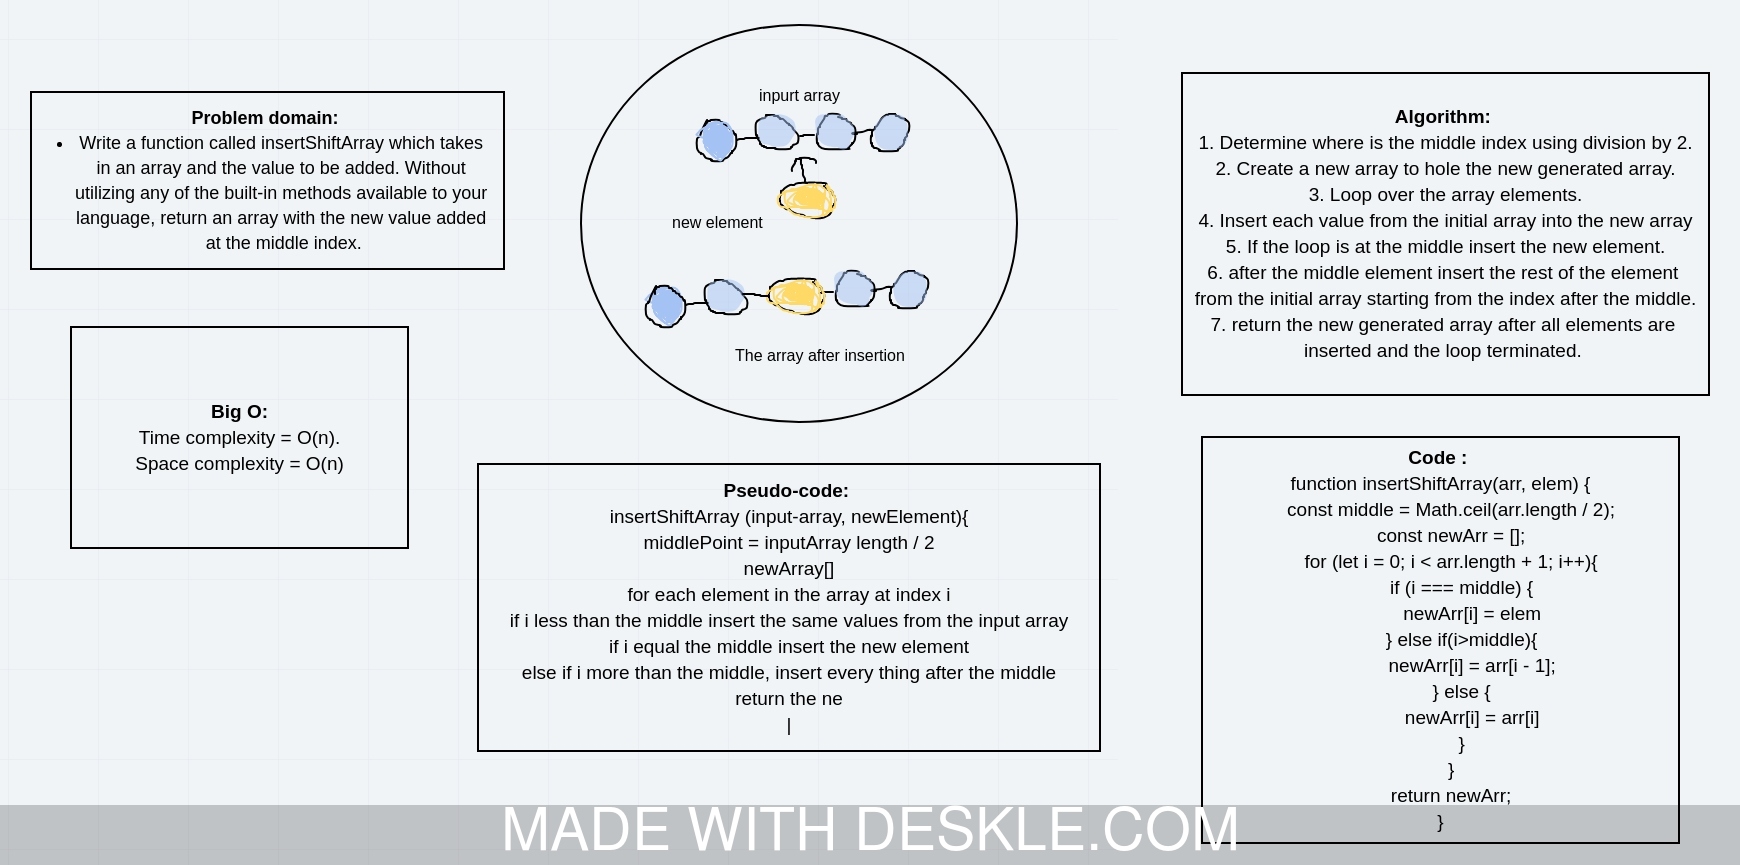 Problem domain:
• Write a function called insertShiftArray which takes
in an array and the value to be added. Without
utilizing any of the built-in methods available to your
language, return an array with the new value added
at the middle index.
Big O:
Time complexity = O(n).
Space complexity = O(n)
inpurt array
new element
The array after insertion
Pseudo-code:
insertShiftArray (input-array, newElement){
middlePoint = inputArray length / 2
newArray[]
for each element in the array at index i
if i less than the middle insert the same values from the input array
if i equal the middle insert the new element
else if i more than the middle, insert every thing after the middle
return the ne
|
Algorithm:
1. Determine where is the middle index using division by 2.
2. Create a new array to hole the new generated array.
3. Loop over the array elements.
4. Insert each value from the initial array into the new array
5. If the loop is at the middle insert the new element.
6. after the middle element insert the rest of the element
from the initial array starting from the index after the middle.
7. return the new generated array after all elements are
inserted and the loop terminated.
Code :
function insertShiftArray(arr, elem) {
const middle = Math.ceil(arr.length / 2);
const newArr = [];
for (let i = 0; i < arr.length + 1; i++){
if (i === middle) {
newArr[i] = elem
} else if(i>middle){
newArr[i] = arr[i - 1];
} else {
newArr[i] = arr[i]
}
}
return newArr;
}
MADE WITH DESKLE.COM